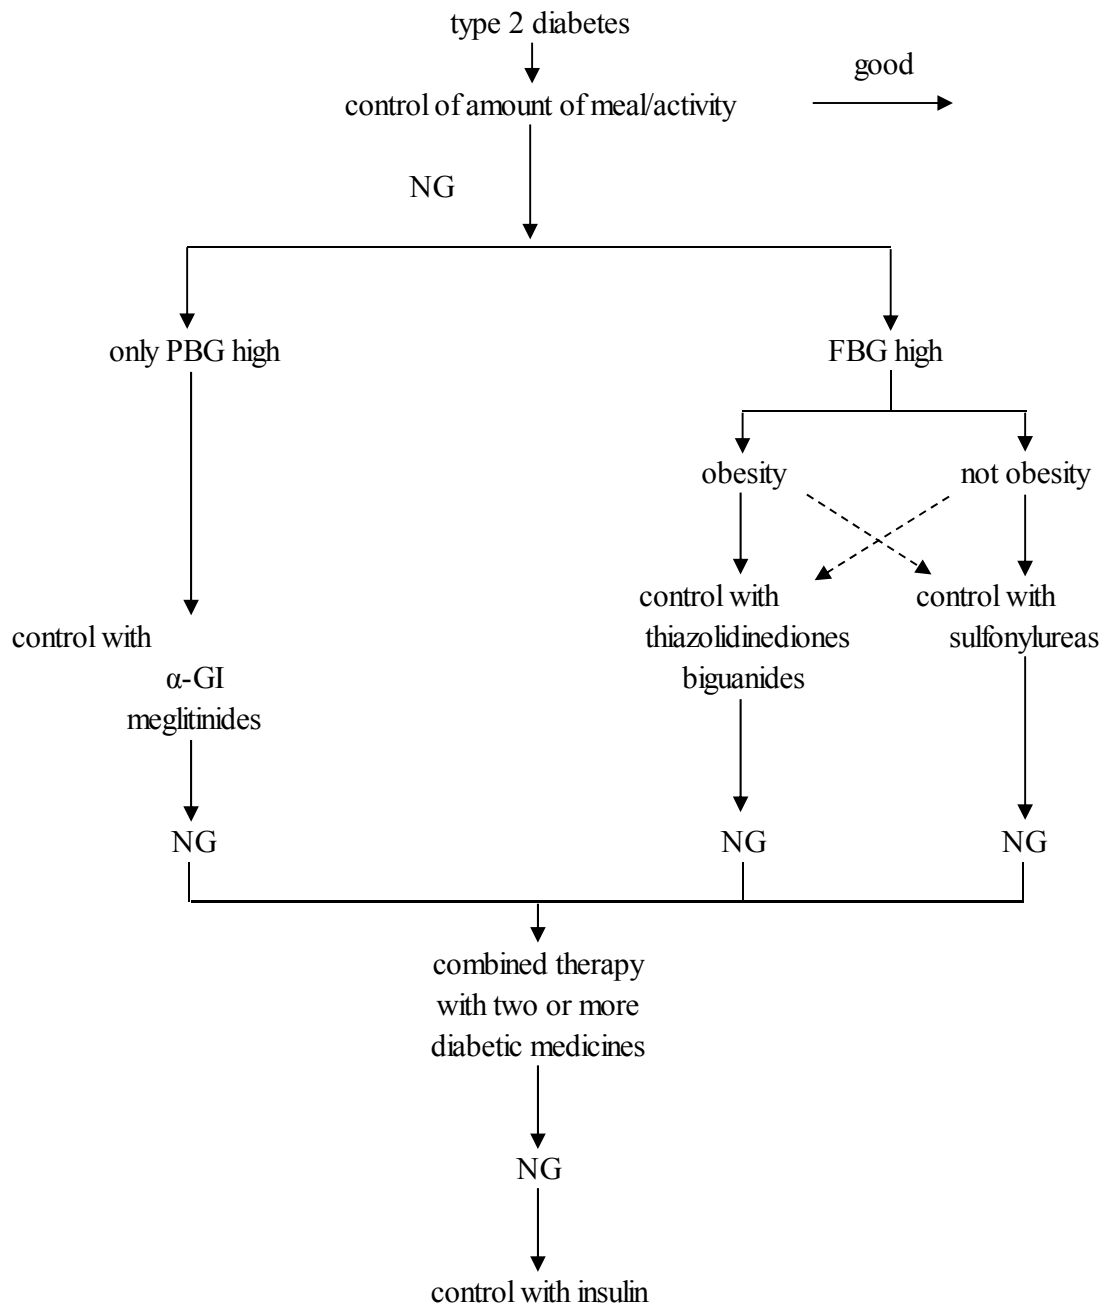 type 2 diabetes
good
control of amount of meal/activity
NG
only PBG high
FBG high
obesity
not obesity
control with
thiazolidinediones
biguanides
control with
sulfonylureas
control with
α-GI
meglitinides
NG
NG
NG
combined therapy
with two or more
diabetic medicines
NG
control with insulin